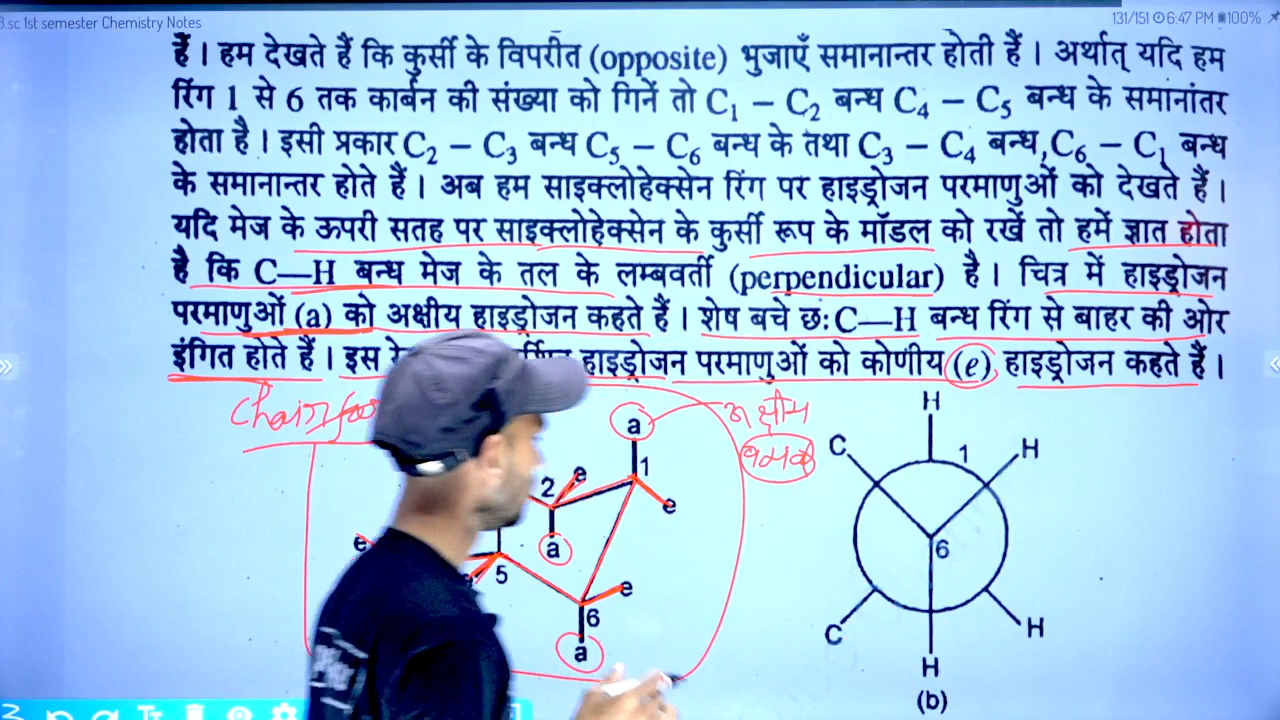 B.sc 1st semester Chemistry Notes
131/151 6:47 PM 100%
हैं । हम देखते हैं कि कुर्सी के विपरीत (opposite) भुजाएँ समानान्तर होती हैं । अर्थात् यदि हम
रिंग 1 से 6 तक कार्बन की संख्या को गिनें तो C₁ – C₂ बन्ध C₄ – C₅ बन्ध के समानांतर
होता है । इसी प्रकार C₂ – C₃ बन्ध C₅ – C₆ बन्ध के तथा C₃ – C₄ बन्ध, C₆ – C₁ बन्ध
के समानान्तर होते हैं । अब हम साइक्लोहेक्सेन रिंग पर हाइड्रोजन परमाणुओं को देखते हैं ।
यदि मेज के ऊपरी सतह पर साइक्लोहेक्सेन के कुर्सी रूप के मॉडल को रखें तो हमें ज्ञात होता
है कि C—H बन्ध मेज के तल के लम्बवर्ती (perpendicular) है । चित्र में हाइड्रोजन
परमाणुओं (a) को अक्षीय हाइड्रोजन कहते हैं । शेष बचे छः C—H बन्ध रिंग से बाहर की ओर
इंगित होते हैं । इस हाइड्रोजन परमाणुओं को कोणीय (e) हाइड्रोजन कहते हैं ।
a
अक्षीय
H
C
1
H
1
2
e
e
a
e
5
6
e
6
a
C
H
H
(b)